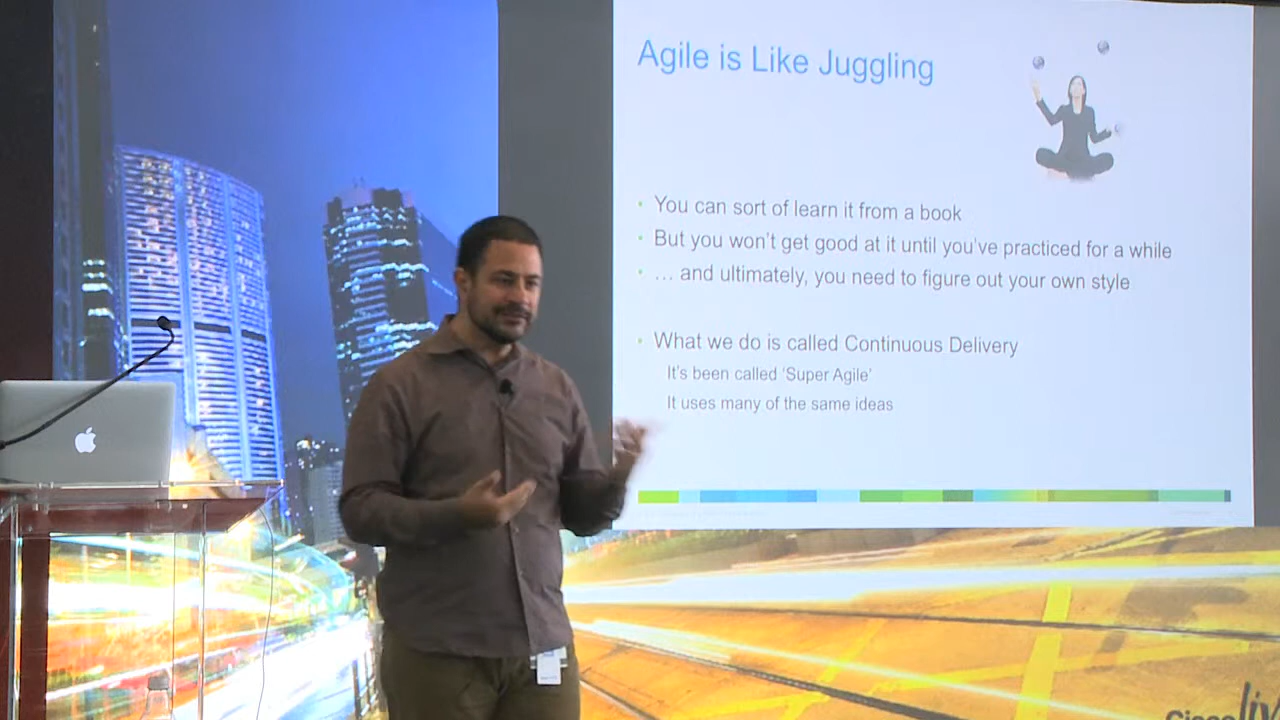 Agile is Like Juggling
You can sort of learn it from a book
But you won't get good at it until you've practiced for a while
… and ultimately, you need to figure out your own style
What we do is called Continuous Delivery
It's been called 'Super Agile'
It uses many of the same ideas